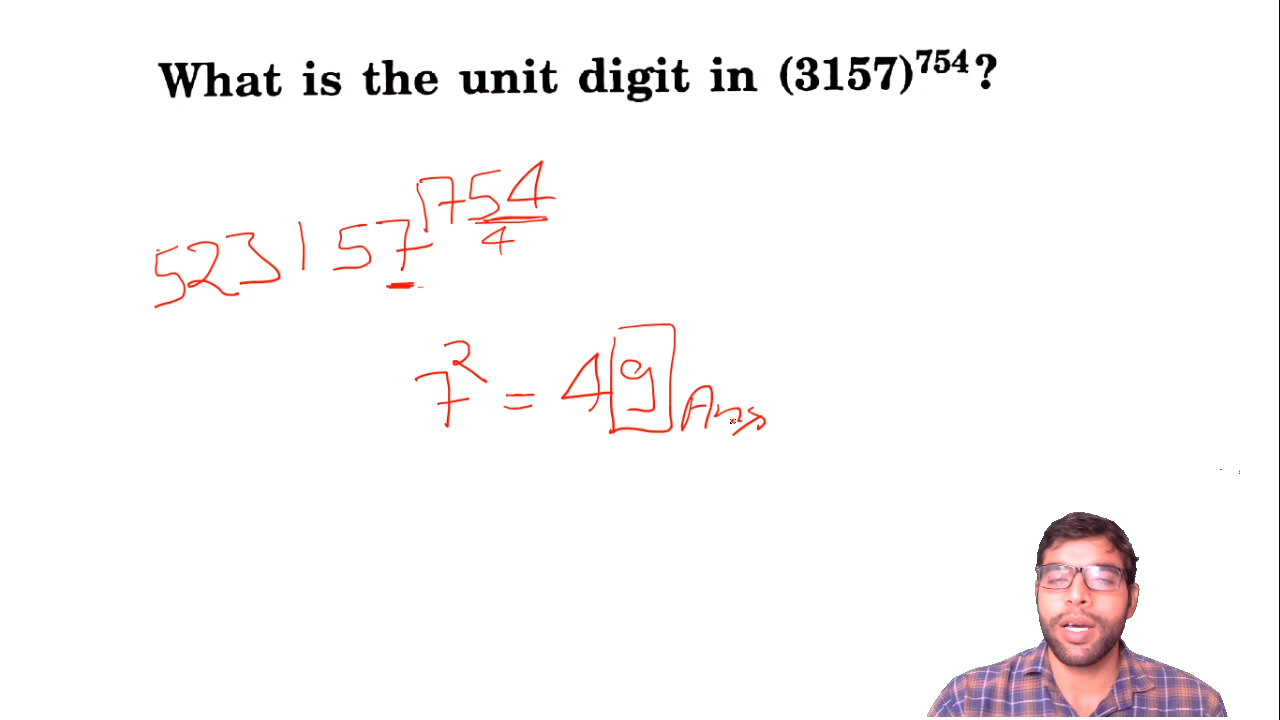 What is the unit digit in (3157)^754?
523157^754
4
7^2 = 49 Ans